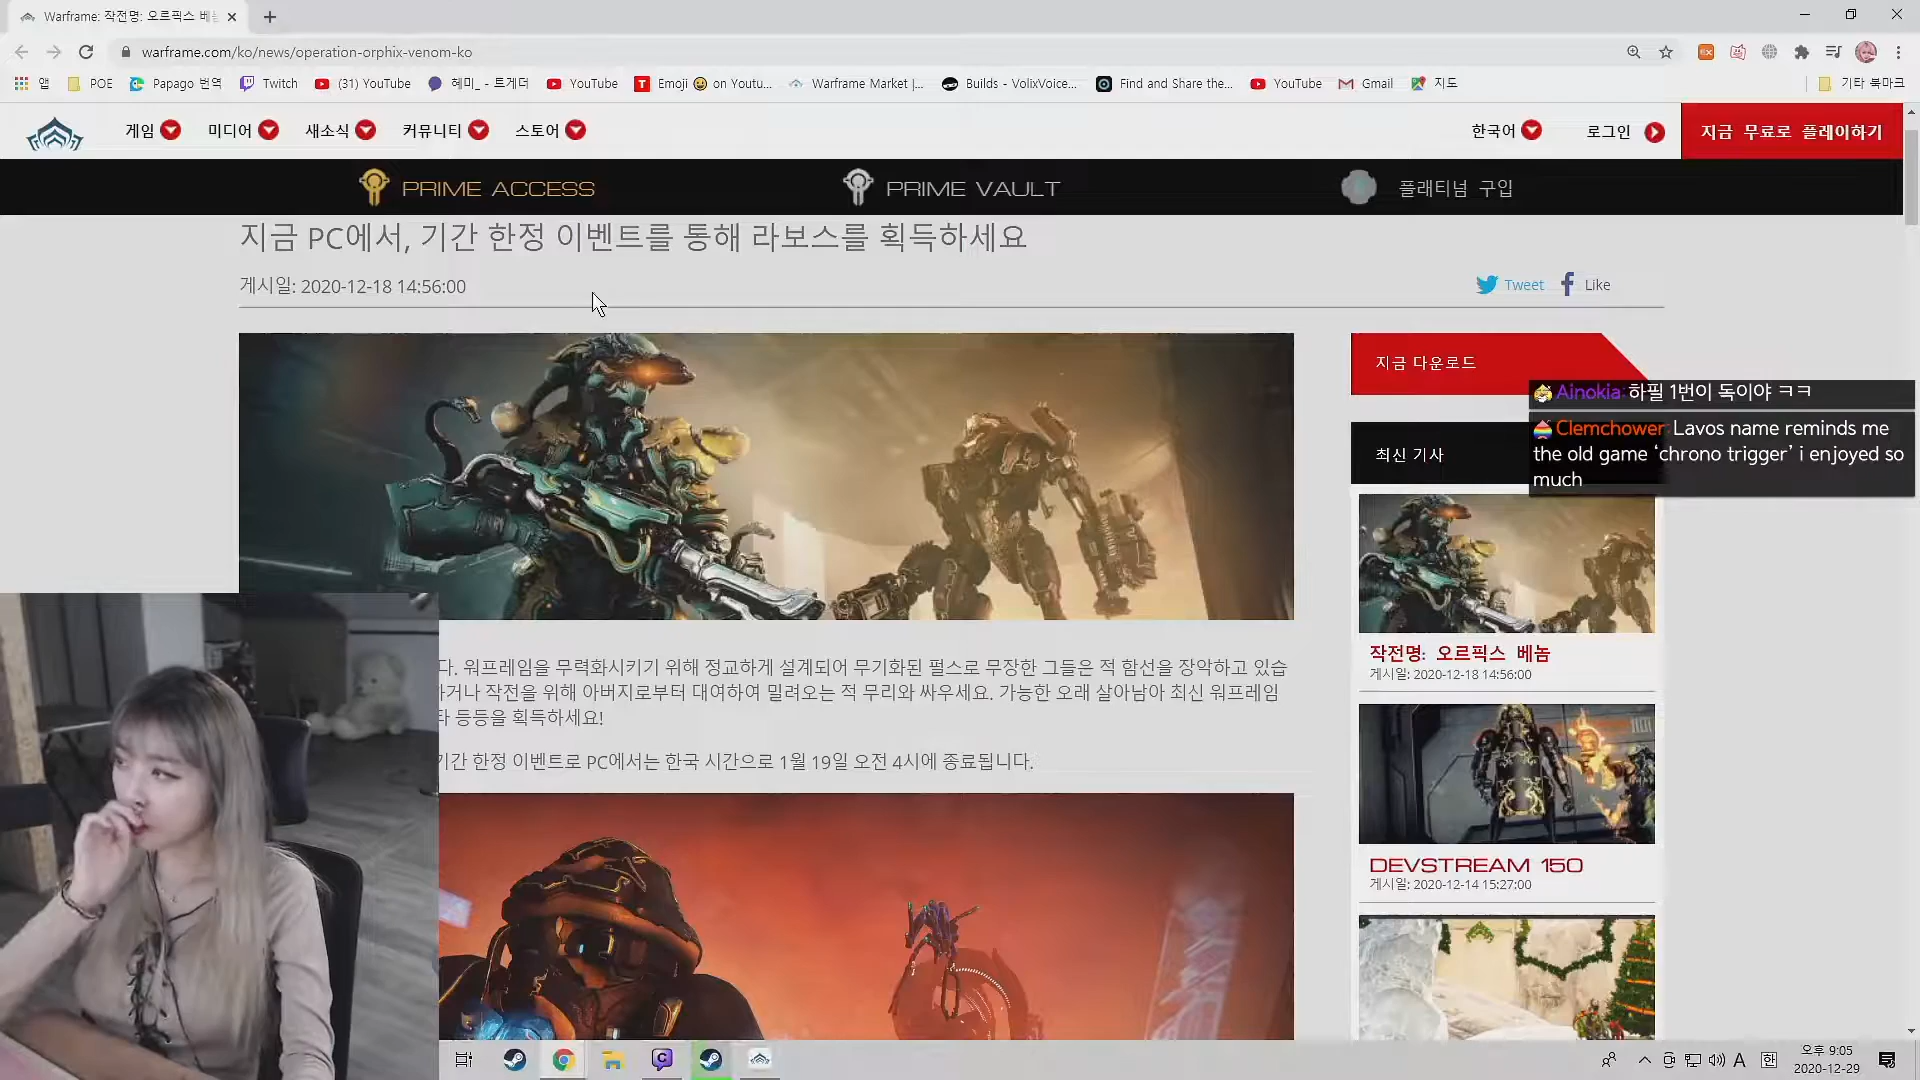 Warframe: 작전명: 오르픽스 베놈
warframe.com/ko/news/operation-orphix-venom-ko
앱 POE Papago 번역 Twitch (31) YouTube 헤미_ - 트게더 YouTube Emoji 😀 on Youtu... Warframe Market |... Builds - VolixVoice... Find and Share the... YouTube Gmail 지도 기타 북마크
게임 미디어 새소식 커뮤니티 스토어 한국어 로그인 지금 무료로 플레이하기
PRIME ACCESS PRIME VAULT 플래티넘 구입
지금 PC에서, 기간 한정 이벤트를 통해 라보스를 획득하세요
게시일: 2020-12-18 14:56:00 Tweet Like
지금 다운로드
Ainokia: 하필 1번이 독이야 ㅋㅋ
Clemchower: Lavos name reminds me
the old game ‘chrono trigger’ i enjoyed so
much
최신 기사
작전명: 오르픽스 베놈
게시일: 2020-12-18 14:56:00
다. 워프레임을 무력화시키기 위해 정교하게 설계되어 무기화된 펄스로 무장한 그들은 적 함선을 장악하고 있습
하거나 작전을 위해 아버지로부터 대여하여 밀려오는 적 무리와 싸우세요. 가능한 오래 살아남아 최신 워프레임
등등을 획득하세요!
기간 한정 이벤트로 PC에서는 한국 시간으로 1월 19일 오전 4시에 종료됩니다.
DEVSTREAM 150
게시일: 2020-12-14 15:27:00
A 한 오후 9:05
2020-12-29